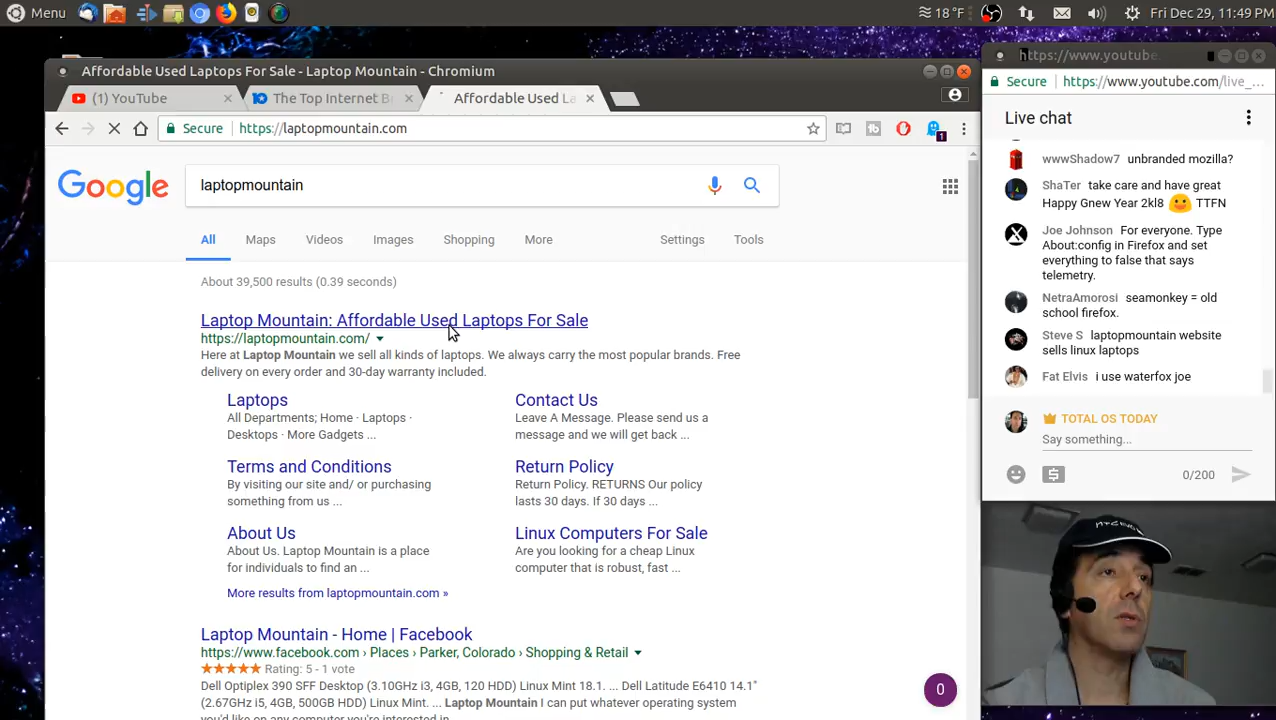 Menu
18 °F
Fri Dec 29, 11:49 PM
Affordable Used Laptops For Sale - Laptop Mountain - Chromium
(1) YouTube
The Top Internet B
Affordable Used La
Secure
https://laptopmountain.com
1
Google
laptopmountain
All
Maps
Videos
Images
Shopping
More
Settings
Tools
About 39,500 results (0.39 seconds)
Laptop Mountain: Affordable Used Laptops For Sale
https://laptopmountain.com/
Here at Laptop Mountain we sell all kinds of laptops. We always carry the most popular brands. Free
delivery on every order and 30-day warranty included.
Laptops
All Departments; Home · Laptops ·
Desktops · More Gadgets ...
Contact Us
Leave A Message. Please send us a
message and we will get back ...
Terms and Conditions
By visiting our site and/ or purchasing
something from us ...
Return Policy
Return Policy. RETURNS Our policy
lasts 30 days. If 30 days ...
About Us
About Us. Laptop Mountain is a place
for individuals to find an ...
Linux Computers For Sale
Are you looking for a cheap Linux
computer that is robust, fast ...
More results from laptopmountain.com »
Laptop Mountain - Home | Facebook
https://www.facebook.com › Places › Parker, Colorado › Shopping & Retail
Rating: 5 - 1 vote
Dell Optiplex 390 SFF Desktop (3.10GHz i3, 4GB, 120 HDD) Linux Mint 18.1. ... Dell Latitude E6410 14.1"
(2.67GHz i3, 4GB, 500GB HDD) Linux Mint. ... Laptop Mountain I can put whatever operating system
you'd like on any computer you're interested in.
0
https://www.youtube.
Secure
https://www.youtube.com/live_...
Live chat
wwwShadow7 unbranded mozilla?
ShaTer take care and have great
Happy Gnew Year 2kl8 TTFN
Joe Johnson For everyone. Type
About:config in Firefox and set
everything to false that says
telemetry.
NetraAmorosi seamonkey = old
school firefox.
Steve S laptopmountain website
sells linux laptops
Fat Elvis i use waterfox joe
TOTAL OS TODAY
Say something...
0/200